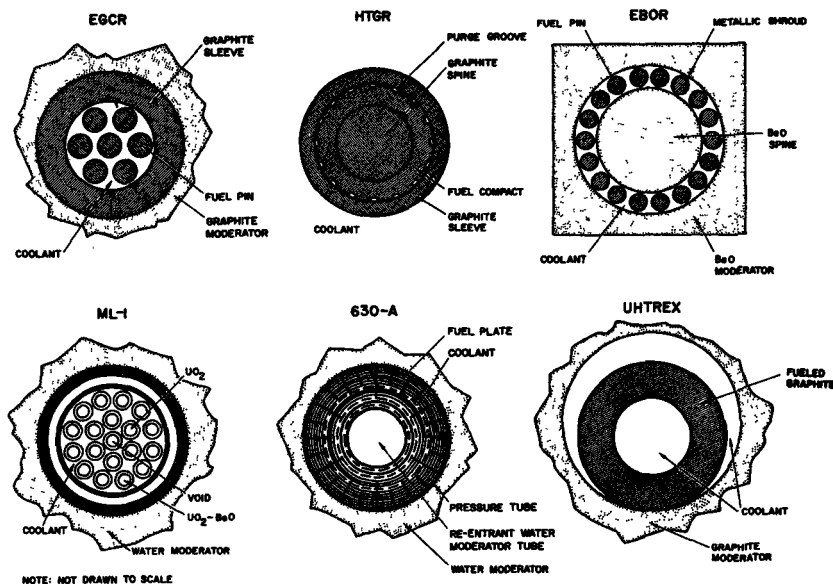 EGCR
GRAPHITE
SLEEVE
FUEL PIN
GRAPHITE
MODERATOR
COOLANT
HTGR
PURGE GROOVE
GRAPHITE
SPINE
FUEL COMPACT
GRAPHITE
SLEEVE
COOLANT
EBOR
FUEL PIN
METALLIC SHROUD
BeO
SPINE
COOLANT
BeO
MODERATOR
ML-1
UO2
VOID
COOLANT
UO2-BeO
WATER MODERATOR
630-A
FUEL PLATE
COOLANT
PRESSURE TUBE
RE-ENTRANT WATER
MODERATOR TUBE
WATER MODERATOR
UHTREX
FUELED
GRAPHITE
COOLANT
GRAPHITE
MODERATOR
NOTE: NOT DRAWN TO SCALE